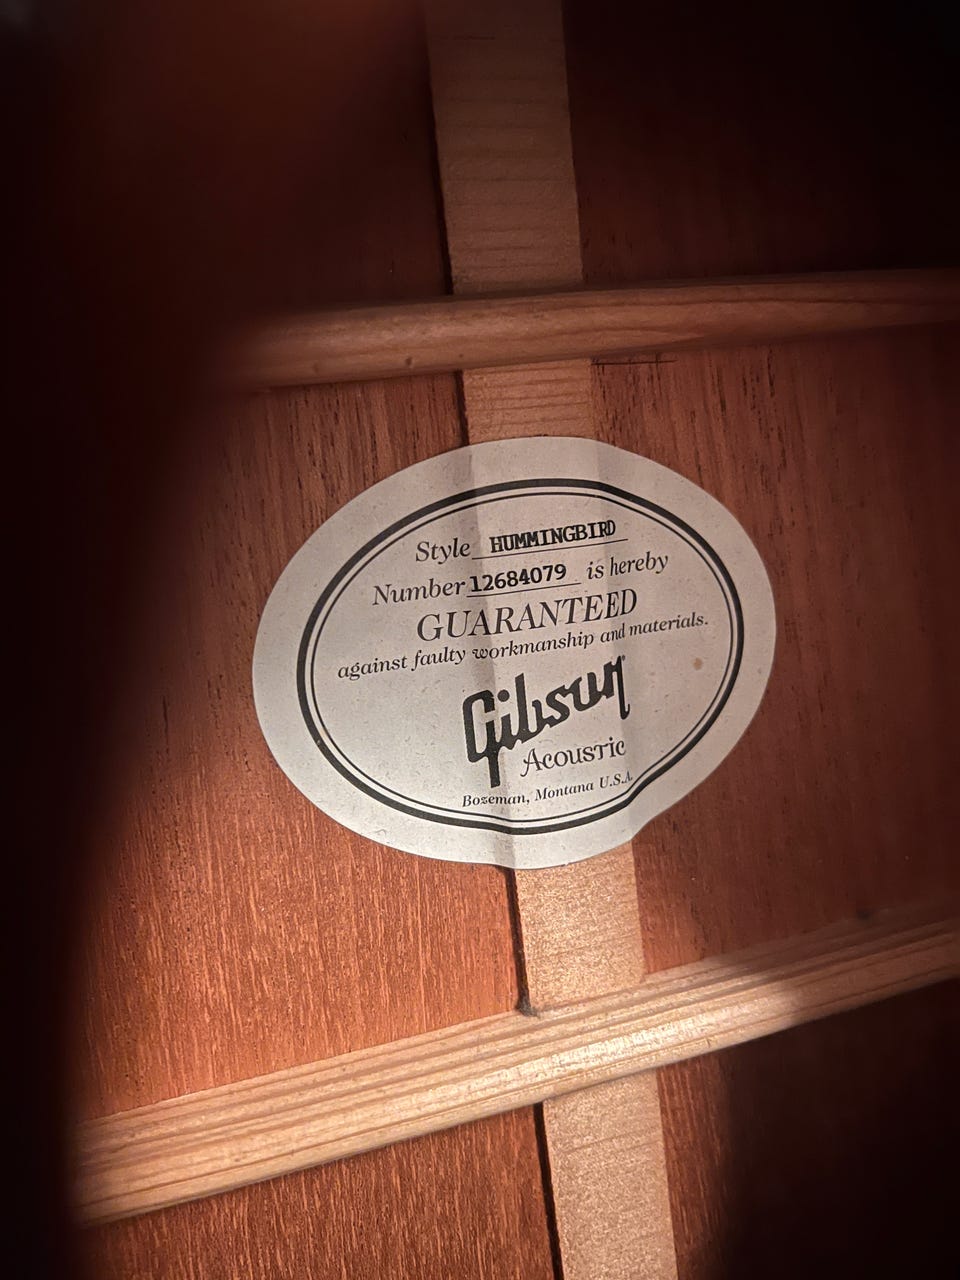 Style HUMMINGBIRD
Number 12684079 is hereby
GUARANTEED
against faulty workmanship and materials.
Gibson
Acoustic
Bozeman, Montana U.S.A.